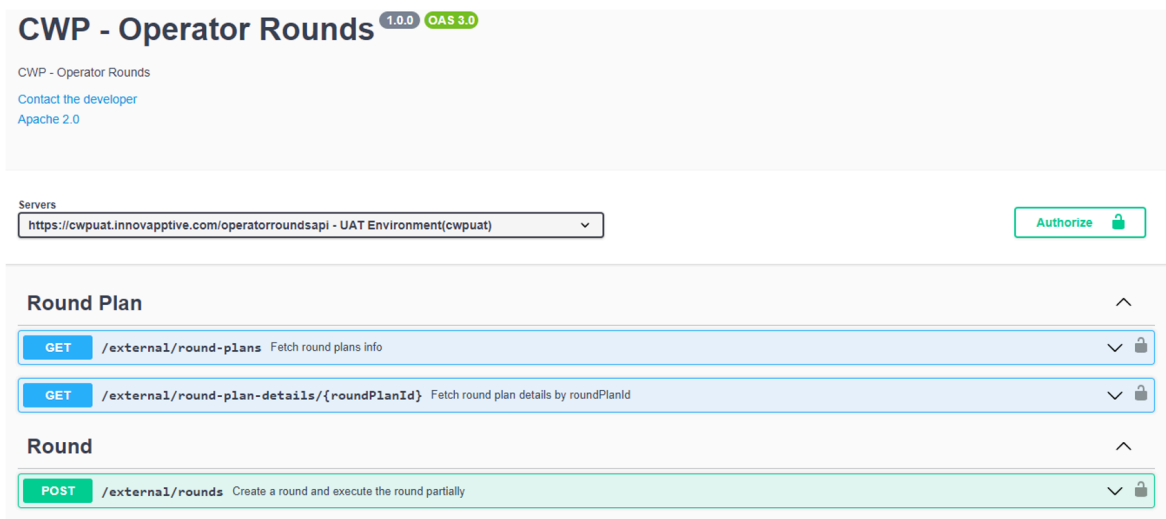 CWP - Operator Rounds 1.0.0 OAS 3.0
CWP - Operator Rounds
Contact the developer
Apache 2.0
Servers
https://cwpuat.innovapptive.com/operatorroundsapi - UAT Environment(cwpuat)
Authorize
Round Plan
GET /external/round-plans Fetch round plans info
GET /external/round-plan-details/{roundPlanId} Fetch round plan details by roundPlanId
Round
POST /external/rounds Create a round and execute the round partially